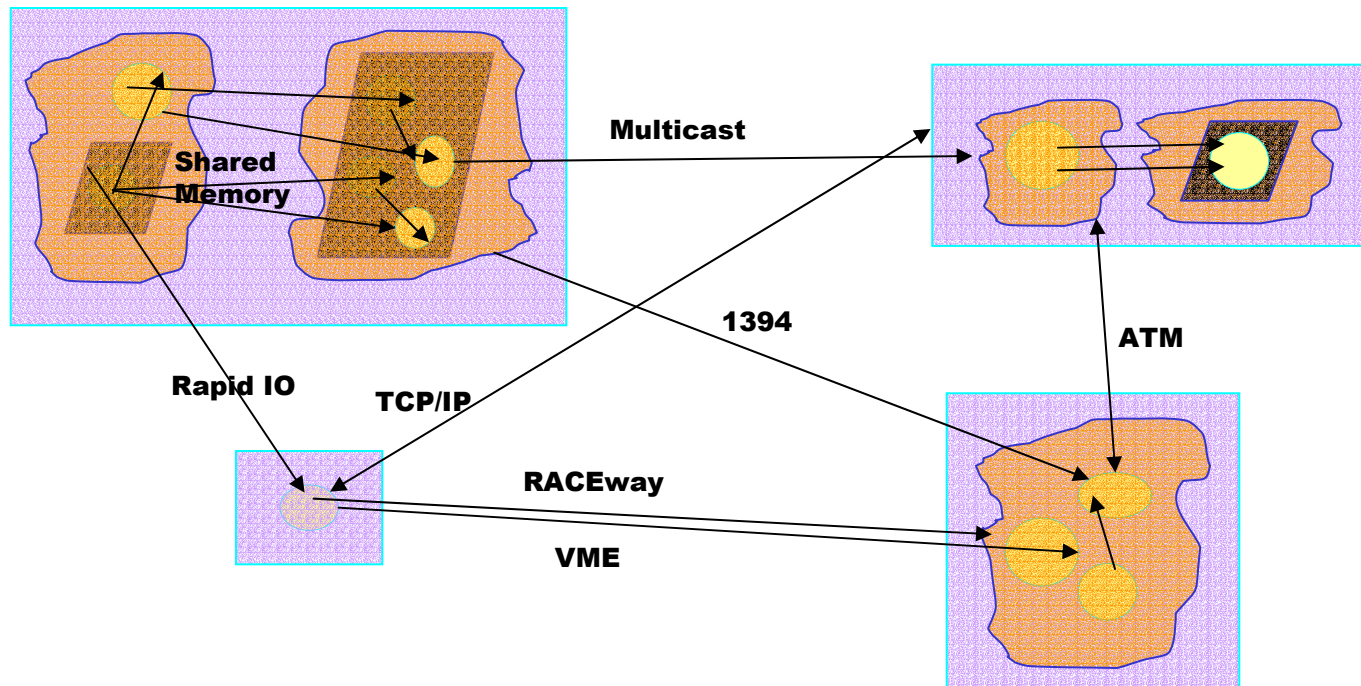 Multicast
Shared
Memory
1394
ATM
Rapid IO
TCP/IP
RACEway
VME